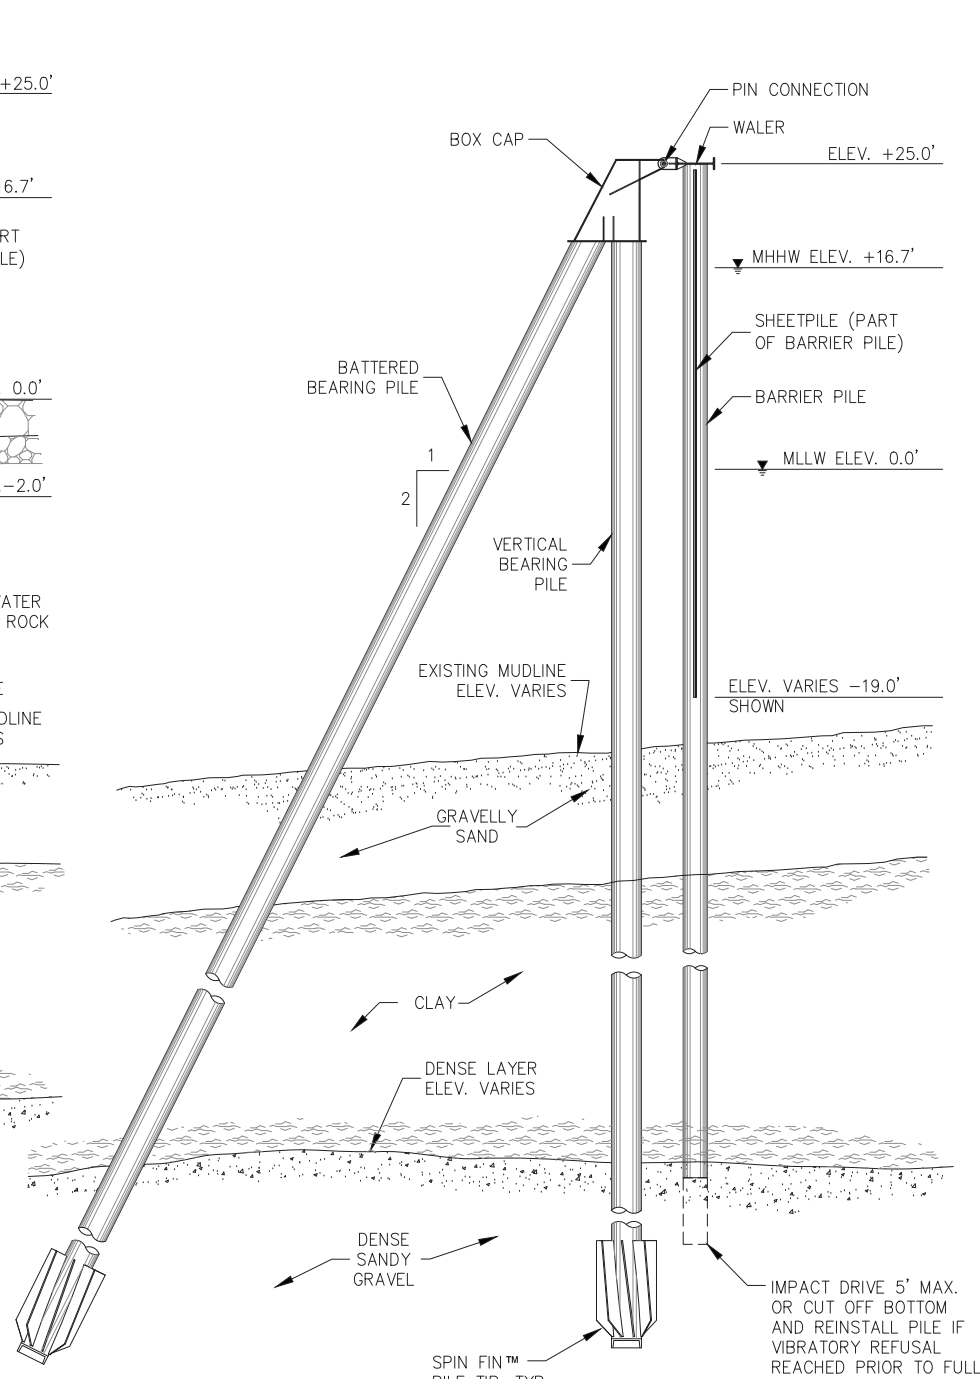 +25.0'
PIN CONNECTION
WALER
BOX CAP
ELEV. +25.0'
6.7'
RT
LE)
MHHW ELEV. +16.7'
SHEETPILE (PART
OF BARRIER PILE)
BATTERED
BEARING PILE
0.0'
BARRIER PILE
1
2
MLLW ELEV. 0.0'
-2.0'
VERTICAL
BEARING
PILE
ATER
ROCK
EXISTING MUDLINE
ELEV. VARIES
ELEV. VARIES -19.0'
SHOWN
E
DLINE
S
GRAVELLY
SAND
CLAY
DENSE LAYER
ELEV. VARIES
DENSE
SANDY
GRAVEL
IMPACT DRIVE 5' MAX.
OR CUT OFF BOTTOM
AND REINSTALL PILE IF
VIBRATORY REFUSAL
REACHED PRIOR TO FULL
SPIN FIN™
PILE TIP, TYP